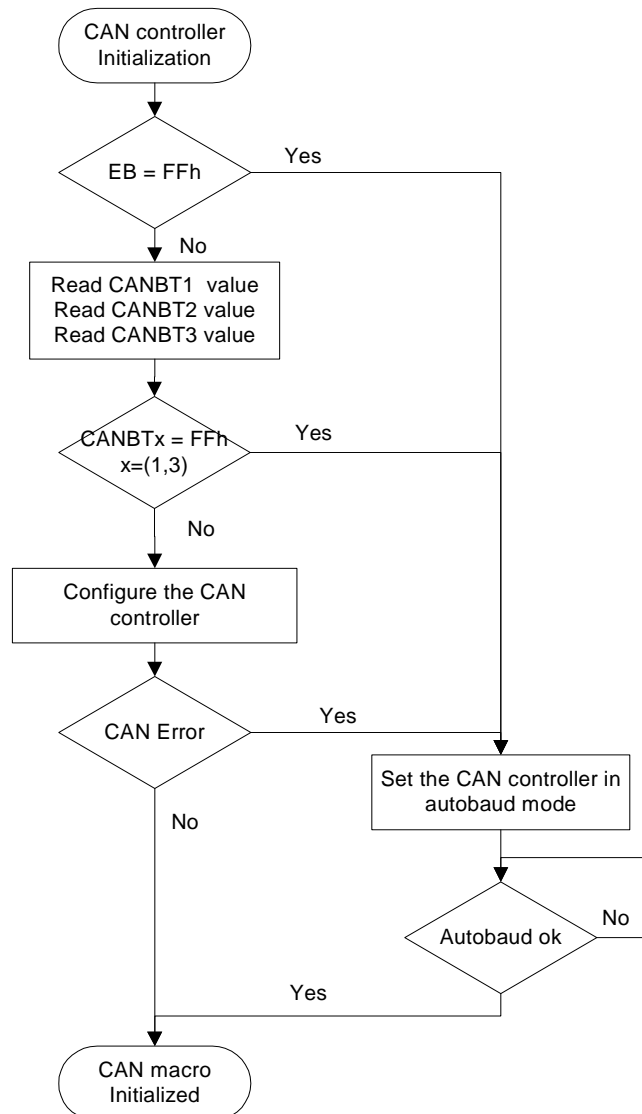 CAN controller
Initialization
EB = FFh
Yes
No
Read CANBT1 value
Read CANBT2 value
Read CANBT3 value
CANBTx = FFh
x=(1,3)
Yes
No
Configure the CAN
controller
CAN Error
Yes
No
Set the CAN controller in
autobaud mode
Autobaud ok
No
Yes
CAN macro
Initialized